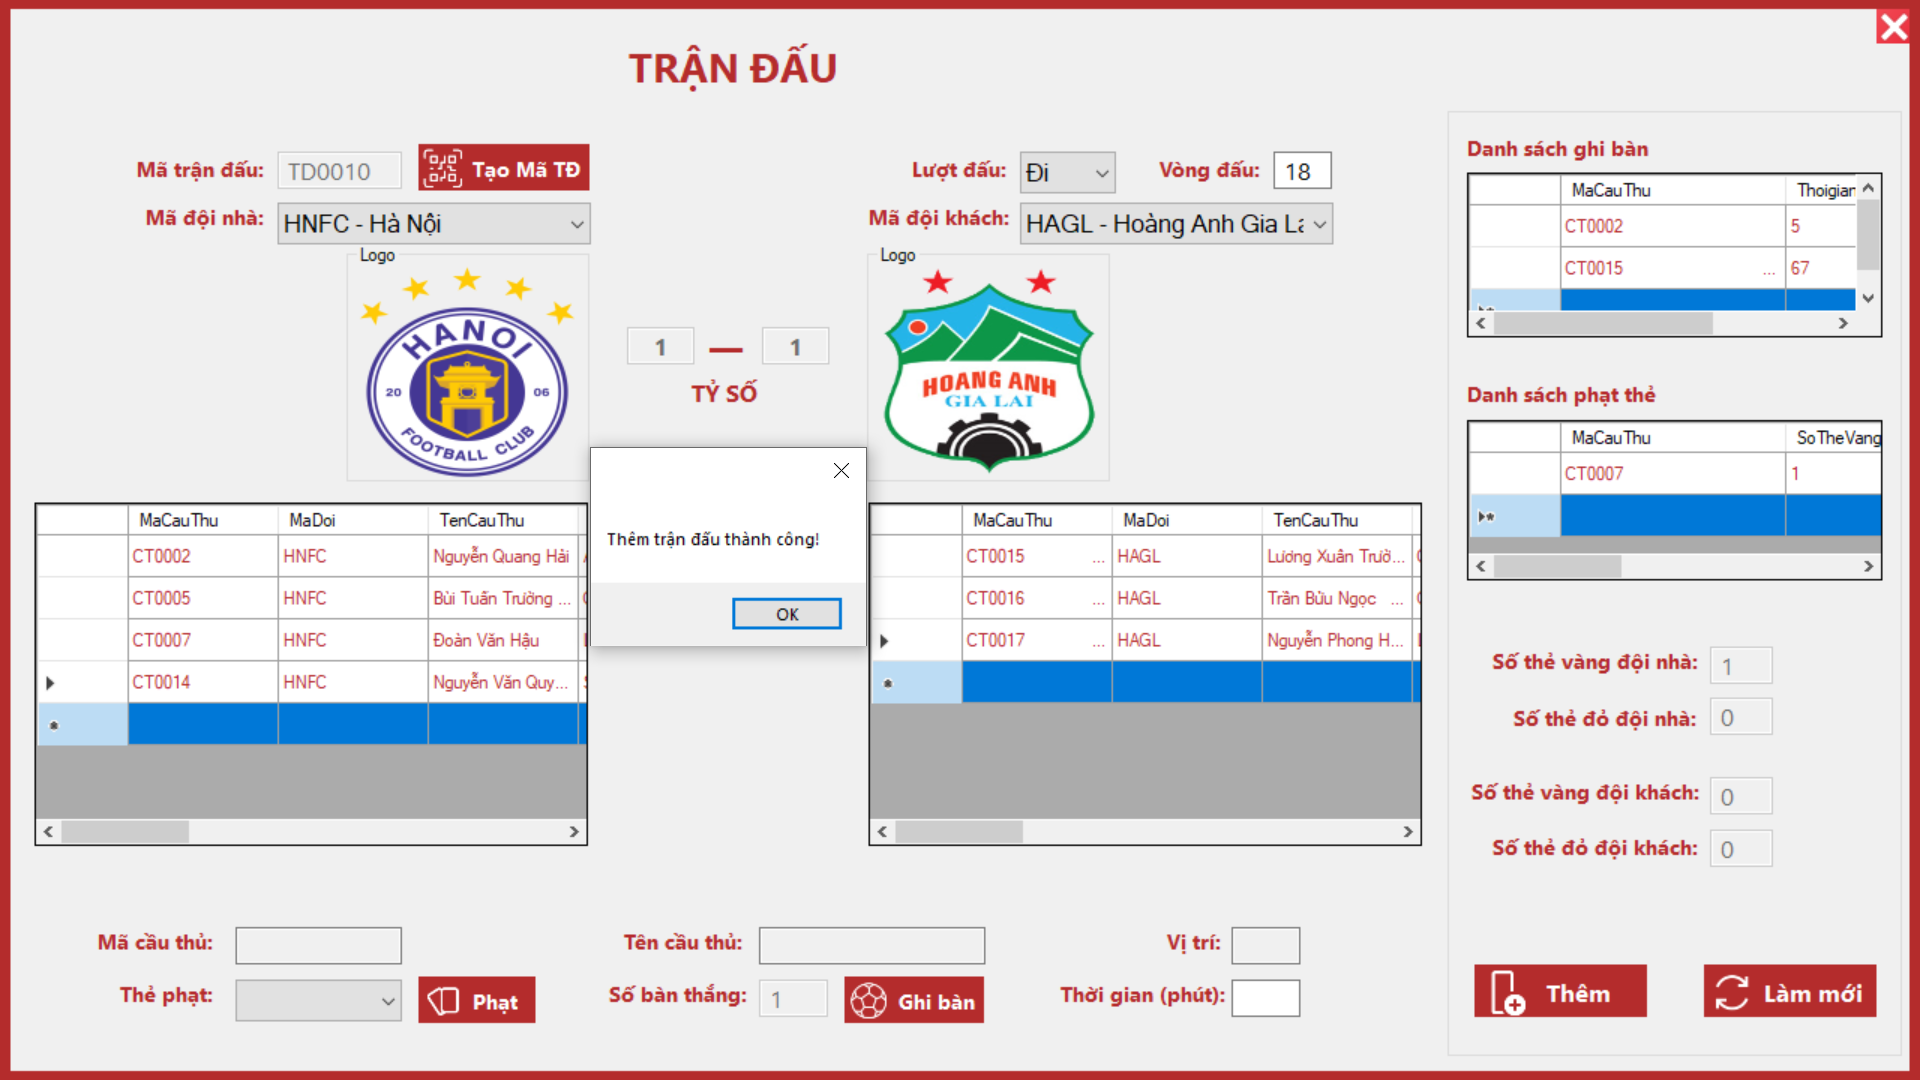 TRẬN ĐẤU
Mã trận đấu: TD0010 Tạo Mã TĐ
Lượt đấu: Đi Vòng đấu: 18
Mã đội nhà: HNFC - Hà Nội
Mã đội khách: HAGL - Hoàng Anh Gia
Logo
HANOI
20 06
FOOTBALL CLUB
1 — 1
TỶ SỐ
Logo
HOANG ANH
GIA LAI
Thêm trận đấu thành công!
OK
MaCauThu MaDoi TenCauThu
CT0002 HNFC Nguyễn Quang Hải
CT0005 HNFC Bùi Tuấn Trường ...
CT0007 HNFC Đoàn Văn Hậu
CT0014 HNFC Nguyễn Văn Quy...
MaCauThu MaDoi TenCauThu
CT0015 ... HAGL Lương Xuân Trườ...
CT0016 ... HAGL Trần Bửu Ngọc ...
CT0017 ... HAGL Nguyễn Phong H...
Danh sách ghi bàn
MaCauThu Thoigian
CT0002 5
CT0015 ... 67
Danh sách phạt thẻ
MaCauThu SoTheVang
CT0007 1
Số thẻ vàng đội nhà: 1
Số thẻ đỏ đội nhà: 0
Số thẻ vàng đội khách: 0
Số thẻ đỏ đội khách: 0
Mã cầu thủ:
Tên cầu thủ:
Vị trí:
Thẻ phạt:
Phạt
Số bàn thắng: 1
Ghi bàn
Thời gian (phút):
Thêm
Làm mới